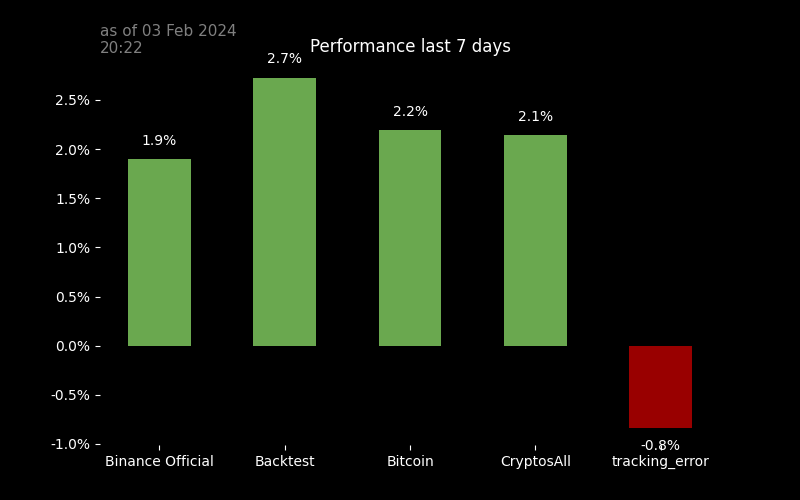 as of 03 Feb 2024
20:22
Performance last 7 days
2.7%
2.5%
2.2%
2.1%
1.9%
2.0%
1.5%
1.0%
0.5%
0.0%
-0.5%
-1.0%
-0.8%
Binance Official
Backtest
Bitcoin
CryptosAll
tracking_error